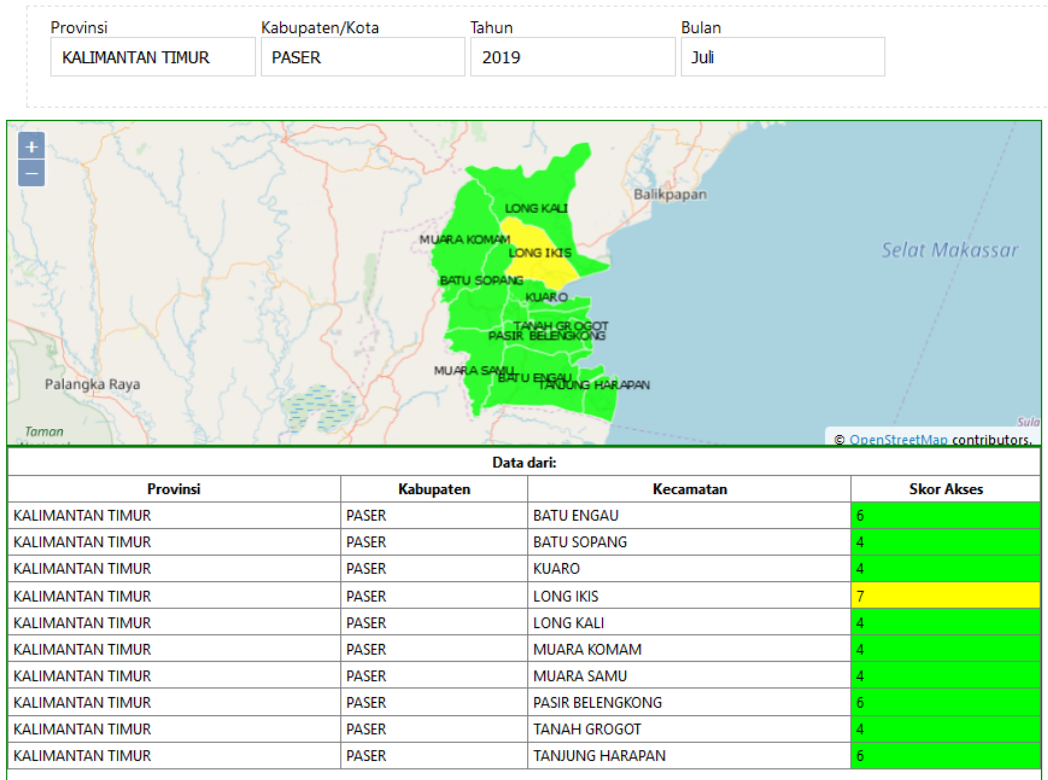 Provinsi Kabupaten/Kota Tahun Bulan
KALIMANTAN TIMUR PASER 2019 Juli
+
−
Balikpapan
LONG KALI
MUARA KOMAM
LONG IKIS
Selat Makassar
BATU SOPANG
KUARO
TANAH GROGOT
PASIR BELENGKONG
MUARA SAMU
BATU ENGAU
TANJUNG HARAPAN
Palangka Raya
Taman
Sula
© OpenStreetMap contributors.
Data dari:
Provinsi Kabupaten Kecamatan Skor Akses
KALIMANTAN TIMUR PASER BATU ENGAU 6
KALIMANTAN TIMUR PASER BATU SOPANG 4
KALIMANTAN TIMUR PASER KUARO 4
KALIMANTAN TIMUR PASER LONG IKIS 7
KALIMANTAN TIMUR PASER LONG KALI 4
KALIMANTAN TIMUR PASER MUARA KOMAM 4
KALIMANTAN TIMUR PASER MUARA SAMU 4
KALIMANTAN TIMUR PASER PASIR BELENGKONG 6
KALIMANTAN TIMUR PASER TANAH GROGOT 4
KALIMANTAN TIMUR PASER TANJUNG HARAPAN 6